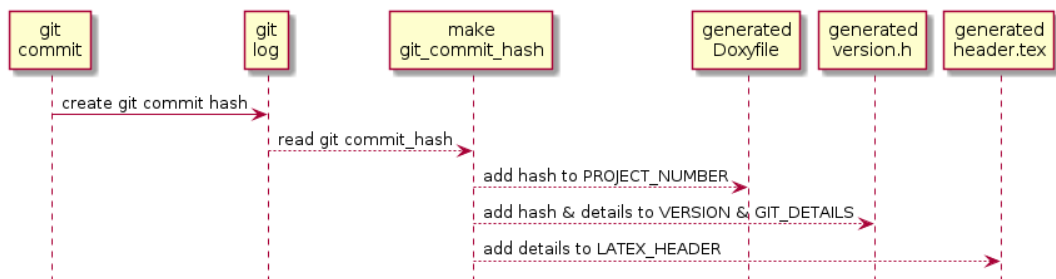 git
commit
git
log
make
git_commit_hash
generated
Doxyfile
generated
version.h
generated
header.tex
create git commit hash
read git commit_hash
add hash to PROJECT_NUMBER
add hash & details to VERSION & GIT_DETAILS
add details to LATEX_HEADER